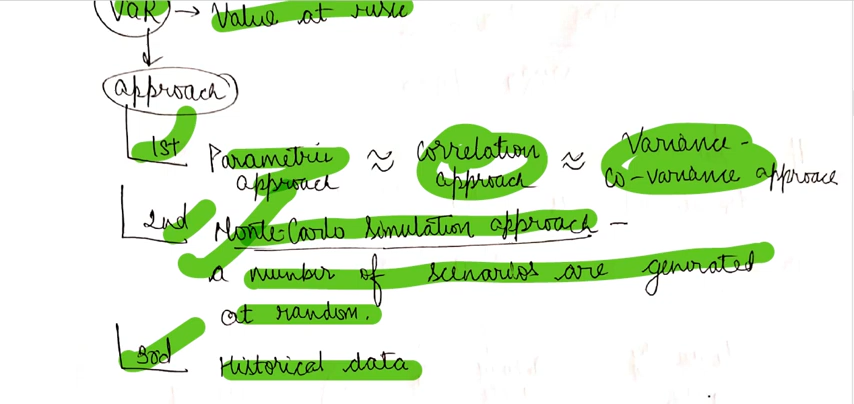 VaR → Value at risk
approach
1st Parametric approach ≈ Correlation approach ≈ Variance - Co-variance approach
2nd Monte-Carlo Simulation approach -
a number of scenarios are generated
at random.
3rd Historical data